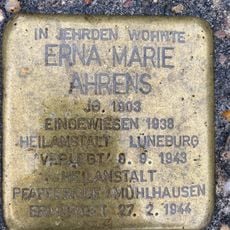 IN JEHRDEN WOHNTE
ERNA MARIE
AHRENS
JG. 1903
EINGEWIESEN 1938
HEILANSTALT LÜNEBURG
'VERLEGT' 8.9.1943
HEILANSTALT
PFAFFERODE/MÜHLHAUSEN
ERMORDET 27.2.1944